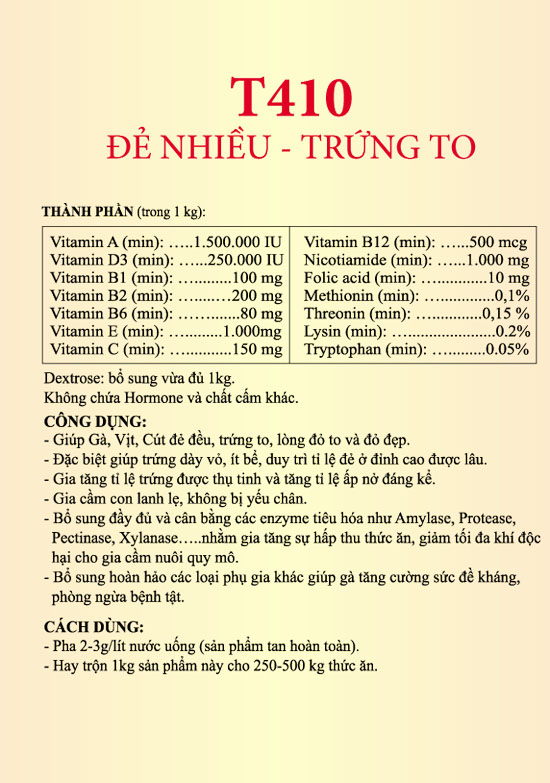 T410
ĐẺ NHIỀU - TRỨNG TO
THÀNH PHẦN (trong 1 kg):
Vitamin A (min): …..1.500.000 IU
Vitamin D3 (min): …...250.000 IU
Vitamin B1 (min): ….........100 mg
Vitamin B2 (min): ….....…200 mg
Vitamin B6 (min): ……........80 mg
Vitamin E (min): ….........1.000mg
Vitamin C (min): ….........150 mg
Vitamin B12 (min): …...500 mcg
Nicotiamide (min): …...1.000 mg
Folic acid (min): ….........10 mg
Methionin (min): ….............0,1%
Threonin (min): …...........0,15 %
Lysin (min): ….....................0.2%
Tryptophan (min): ….........0.05%
Dextrose: bổ sung vừa đủ 1kg.
Không chứa Hormone và chất cấm khác.
CÔNG DỤNG:
- Giúp Gà, Vịt, Cút đẻ đều, trứng to, lòng đỏ to và đỏ đẹp.
- Đặc biệt giúp trứng dày vỏ, ít bể, duy trì tỉ lệ đẻ ở đỉnh cao được lâu.
- Gia tăng tỉ lệ trứng được thụ tinh và tăng tỉ lệ ấp nở đáng kể.
- Gia cầm con lanh lẹ, không bị yếu chân.
- Bổ sung đầy đủ và cân bằng các enzyme tiêu hóa như Amylase, Protease,
Pectinase, Xylanase…..nhằm gia tăng sự hấp thu thức ăn, giảm tối đa khí độc
hại cho gia cầm nuôi quy mô.
- Bổ sung hoàn hảo các loại phụ gia khác giúp gà tăng cường sức đề kháng,
phòng ngừa bệnh tật.
CÁCH DÙNG:
- Pha 2-3g/lít nước uống (sản phẩm tan hoàn toàn).
- Hay trộn 1kg sản phẩm này cho 250-500 kg thức ăn.